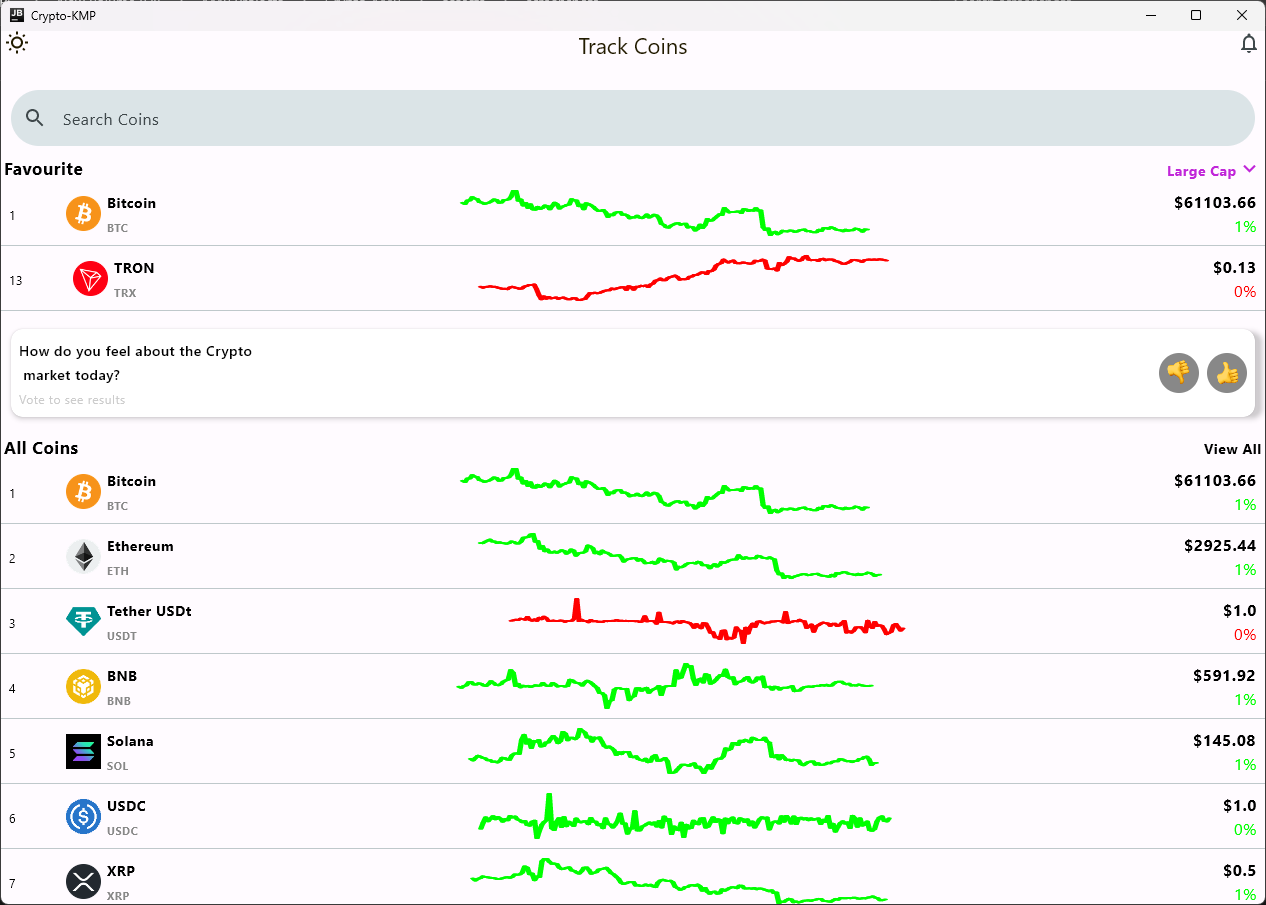 Crypto-KMP
Track Coins
Search Coins
Favourite
Large Cap
1
Bitcoin
BTC
$61103.66
1%
13
TRON
TRX
$0.13
0%
How do you feel about the Crypto
market today?
Vote to see results
All Coins
View All
1
Bitcoin
BTC
$61103.66
1%
2
Ethereum
ETH
$2925.44
1%
3
Tether USDt
USDT
$1.0
0%
4
BNB
BNB
$591.92
1%
5
Solana
SOL
$145.08
1%
6
USDC
USDC
$1.0
0%
7
XRP
XRP
$0.5
1%